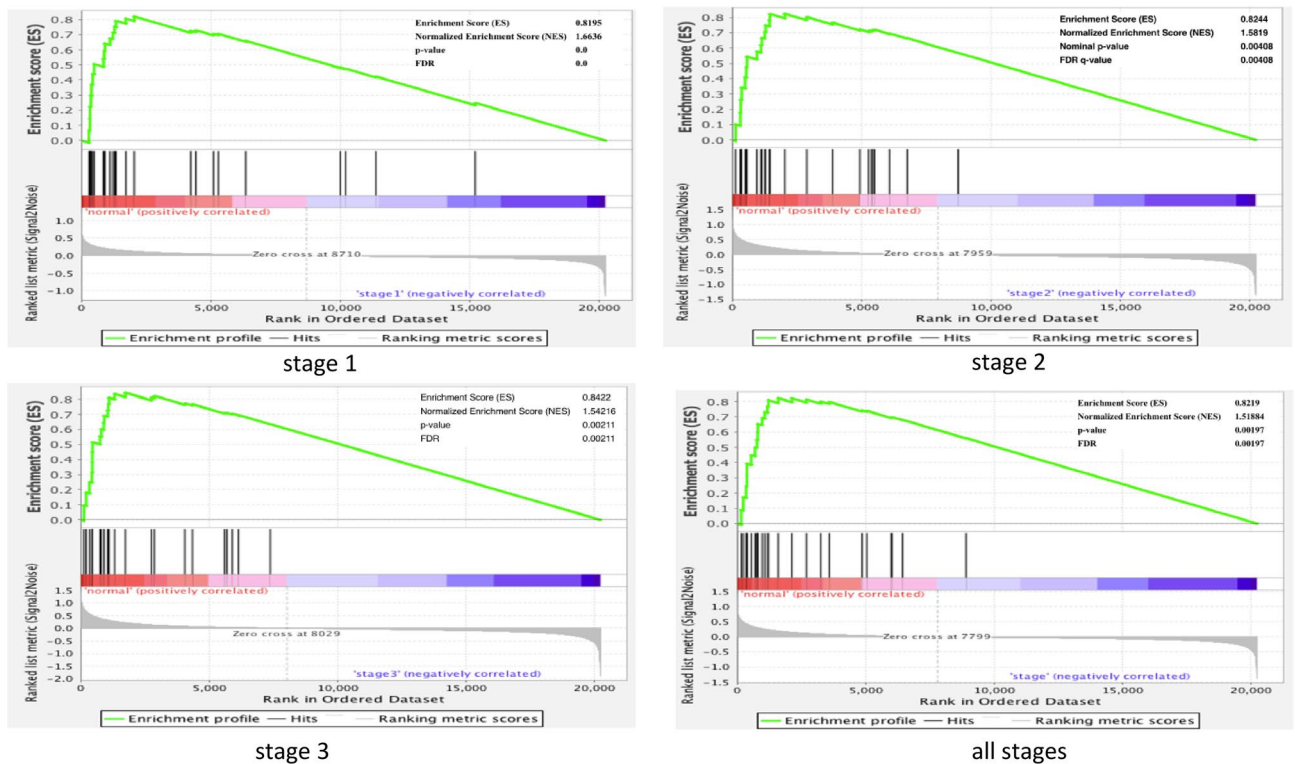 Enrichment score (ES)
0.8
0.7
0.6
0.5
0.4
0.3
0.2
0.1
0.0
Enrichment Score (ES) 0.8195
Normalized Enrichment Score (NES) 1.6636
p-value 0.0
FDR 0.0
Ranked list metric (Signal2Noise)
'normal' (positively correlated)
1.0
0.5
0.0
-0.5
-1.0
Zero cross at 8710
'stage1' (negatively correlated)
0 5,000 10,000 15,000 20,000
Rank in Ordered Dataset
Enrichment profile Hits Ranking metric scores
stage 1
Enrichment score (ES)
0.8
0.7
0.6
0.5
0.4
0.3
0.2
0.1
0.0
Enrichment Score (ES) 0.8244
Normalized Enrichment Score (NES) 1.5819
Nominal p-value 0.00408
FDR q-value 0.00408
Ranked list metric (Signal2Noise)
'normal' (positively correlated)
1.5
1.0
0.5
0.0
-0.5
-1.0
-1.5
Zero cross at 7959
'stage2' (negatively correlated)
0 5,000 10,000 15,000 20,000
Rank in Ordered Dataset
Enrichment profile Hits Ranking metric scores
stage 2
Enrichment score (ES)
0.8
0.7
0.6
0.5
0.4
0.3
0.2
0.1
0.0
Enrichment Score (ES) 0.8422
Normalized Enrichment Score (NES) 1.54216
p-value 0.00211
FDR 0.00211
Ranked list metric (Signal2Noise)
'normal' (positively correlated)
1.5
1.0
0.5
0.0
-0.5
-1.0
-1.5
-2.0
Zero cross at 8029
'stage3' (negatively correlated)
0 5,000 10,000 15,000 20,000
Rank in Ordered Dataset
Enrichment profile Hits Ranking metric scores
stage 3
Enrichment score (ES)
0.8
0.7
0.6
0.5
0.4
0.3
0.2
0.1
0.0
Enrichment Score (ES) 0.8219
Normalized Enrichment Score (NES) 1.51884
p-value 0.00197
FDR 0.00197
Ranked list metric (Signal2Noise)
'normal' (positively correlated)
1.5
1.0
0.5
0.0
-0.5
-1.0
-1.5
Zero cross at 7799
'stage' (negatively correlated)
0 5,000 10,000 15,000 20,000
Rank in Ordered Dataset
Enrichment profile Hits Ranking metric scores
all stages